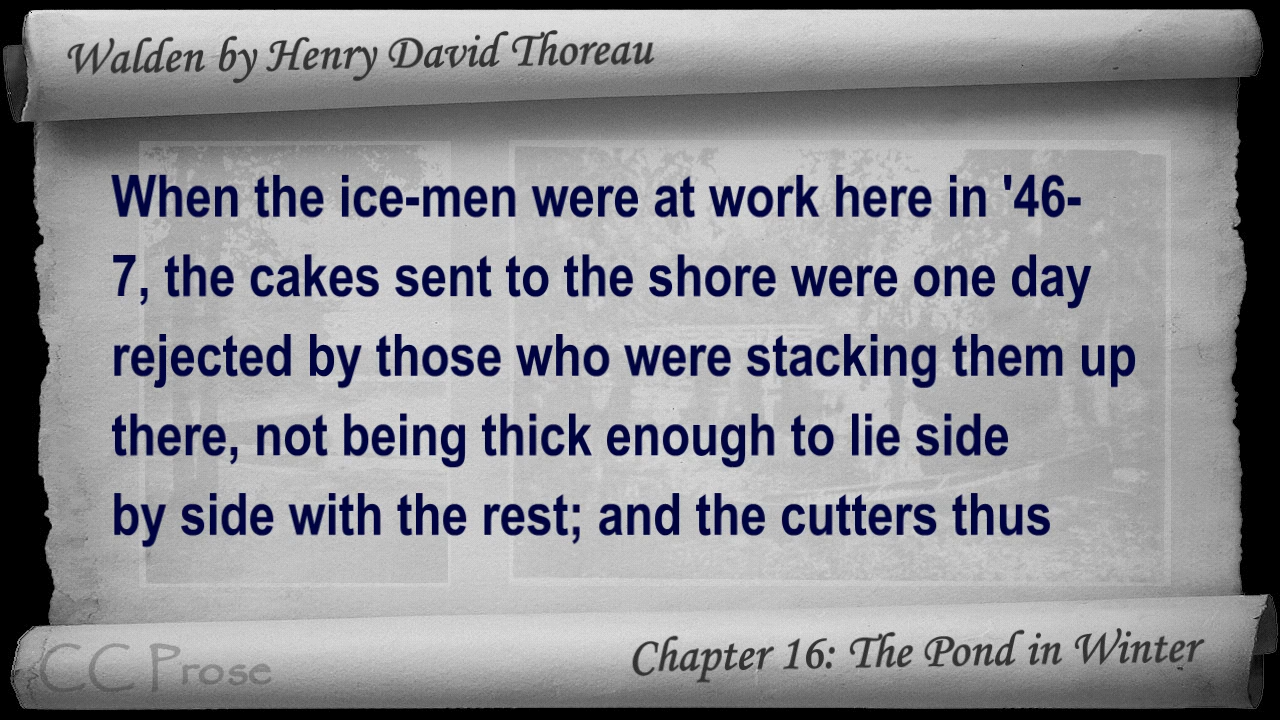 Walden by Henry David Thoreau
When the ice-men were at work here in '46-
7, the cakes sent to the shore were one day
rejected by those who were stacking them up
there, not being thick enough to lie side
by side with the rest; and the cutters thus
CC Prose
Chapter 16: The Pond in Winter